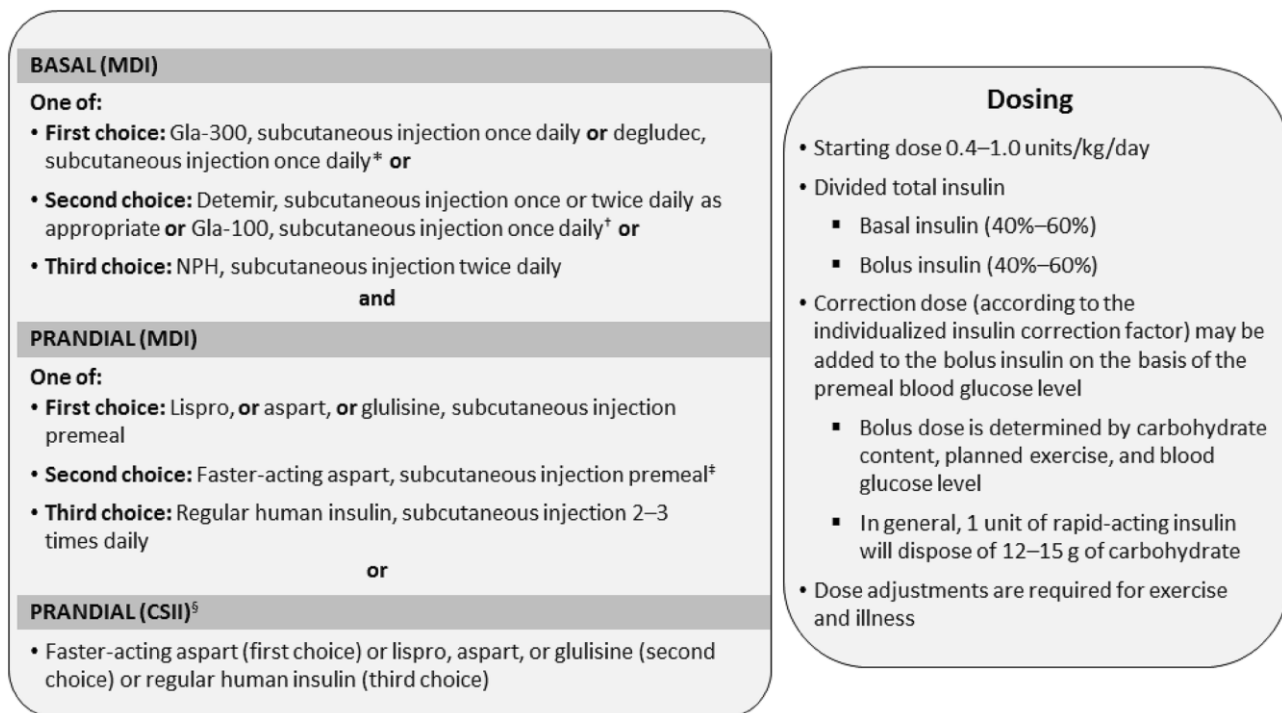 BASAL (MDI)
One of:
• First choice: Gla-300, subcutaneous injection once daily or degludec,
subcutaneous injection once daily* or
• Second choice: Detemir, subcutaneous injection once or twice daily as
appropriate or Gla-100, subcutaneous injection once daily† or
• Third choice: NPH, subcutaneous injection twice daily
and
PRANDIAL (MDI)
One of:
• First choice: Lispro, or aspart, or glulisine, subcutaneous injection
premeal
• Second choice: Faster-acting aspart, subcutaneous injection premeal‡
• Third choice: Regular human insulin, subcutaneous injection 2–3
times daily
or
PRANDIAL (CSII)§
• Faster-acting aspart (first choice) or lispro, aspart, or glulisine (second
choice) or regular human insulin (third choice)
Dosing
• Starting dose 0.4–1.0 units/kg/day
• Divided total insulin
▪ Basal insulin (40%–60%)
▪ Bolus insulin (40%–60%)
• Correction dose (according to the
individualized insulin correction factor) may be
added to the bolus insulin on the basis of the
premeal blood glucose level
▪ Bolus dose is determined by carbohydrate
content, planned exercise, and blood
glucose level
▪ In general, 1 unit of rapid-acting insulin
will dispose of 12–15 g of carbohydrate
• Dose adjustments are required for exercise
and illness